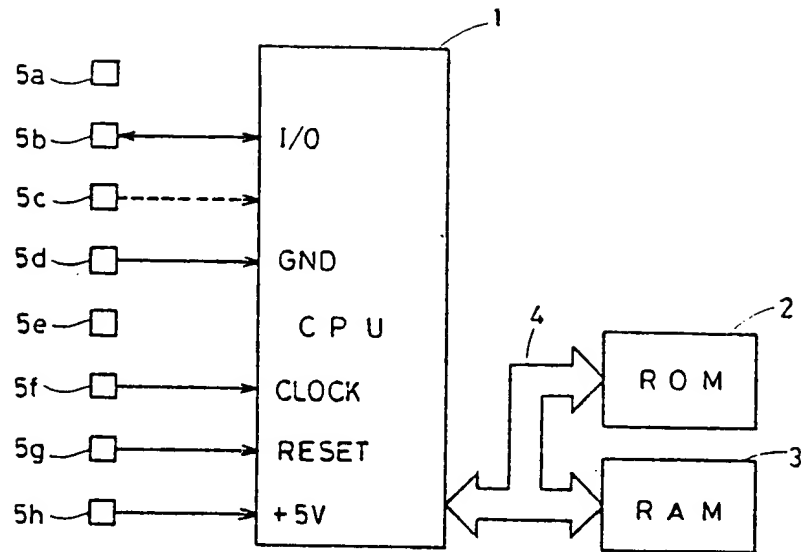 1
5a
5b I/O
5c
5d GND
5e CPU
4
2
5f CLOCK
ROM
5g RESET
3
5h +5V
RAM